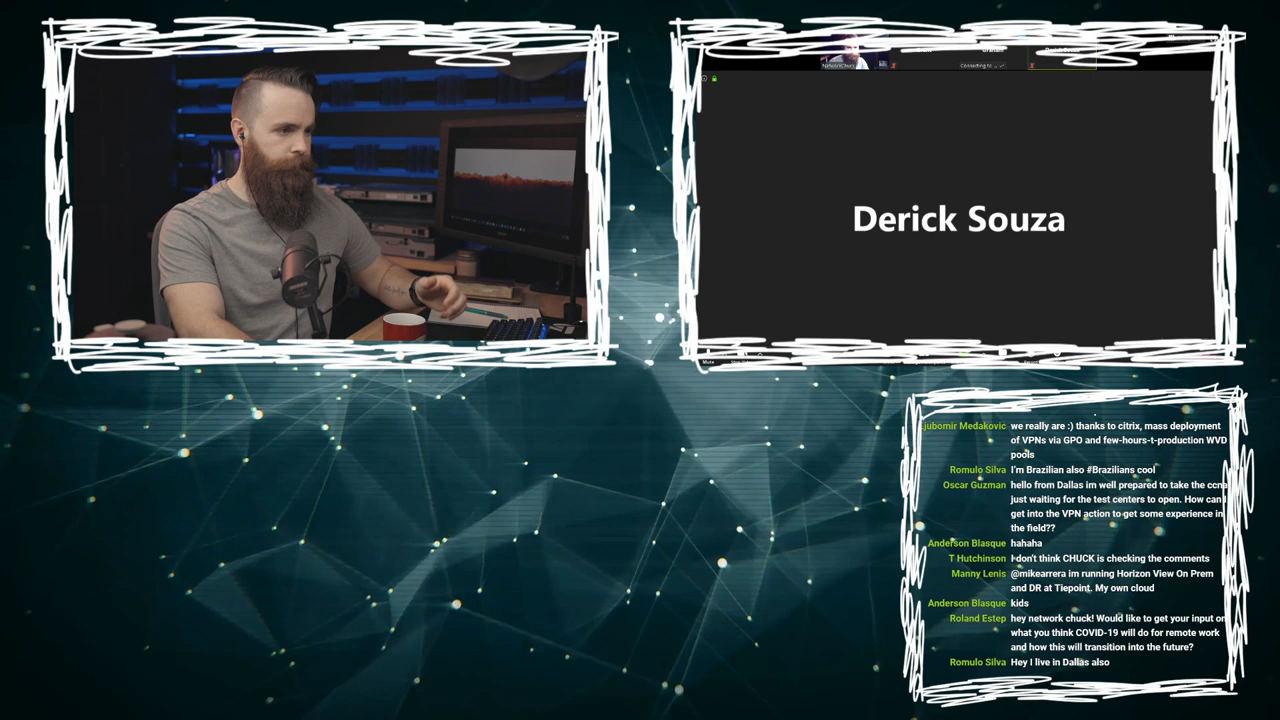 Derick Souza
Ljubomir Medakovic we really are :) thanks to citrix, mass deployment
of VPNs via GPO and few-hours-t-production WVD
pools
Romulo Silva I'm Brazilian also #Brazilians cool
Oscar Guzman hello from Dallas im well prepared to take the ccna
just waiting for the test centers to open. How can i
get into the VPN action to get some experience in
the field??
Anderson Blasque hahaha
T Hutchinson I don't think CHUCK is checking the comments
Manny Lenis @mikearrera im running Horizon View On Prem
and DR at Tiepoint. My own cloud
Anderson Blasque kids
Roland Estep hey network chuck! Would like to get your input on
what you think COVID-19 will do for remote work
and how this will transition into the future?
Romulo Silva Hey I live in Dallas also